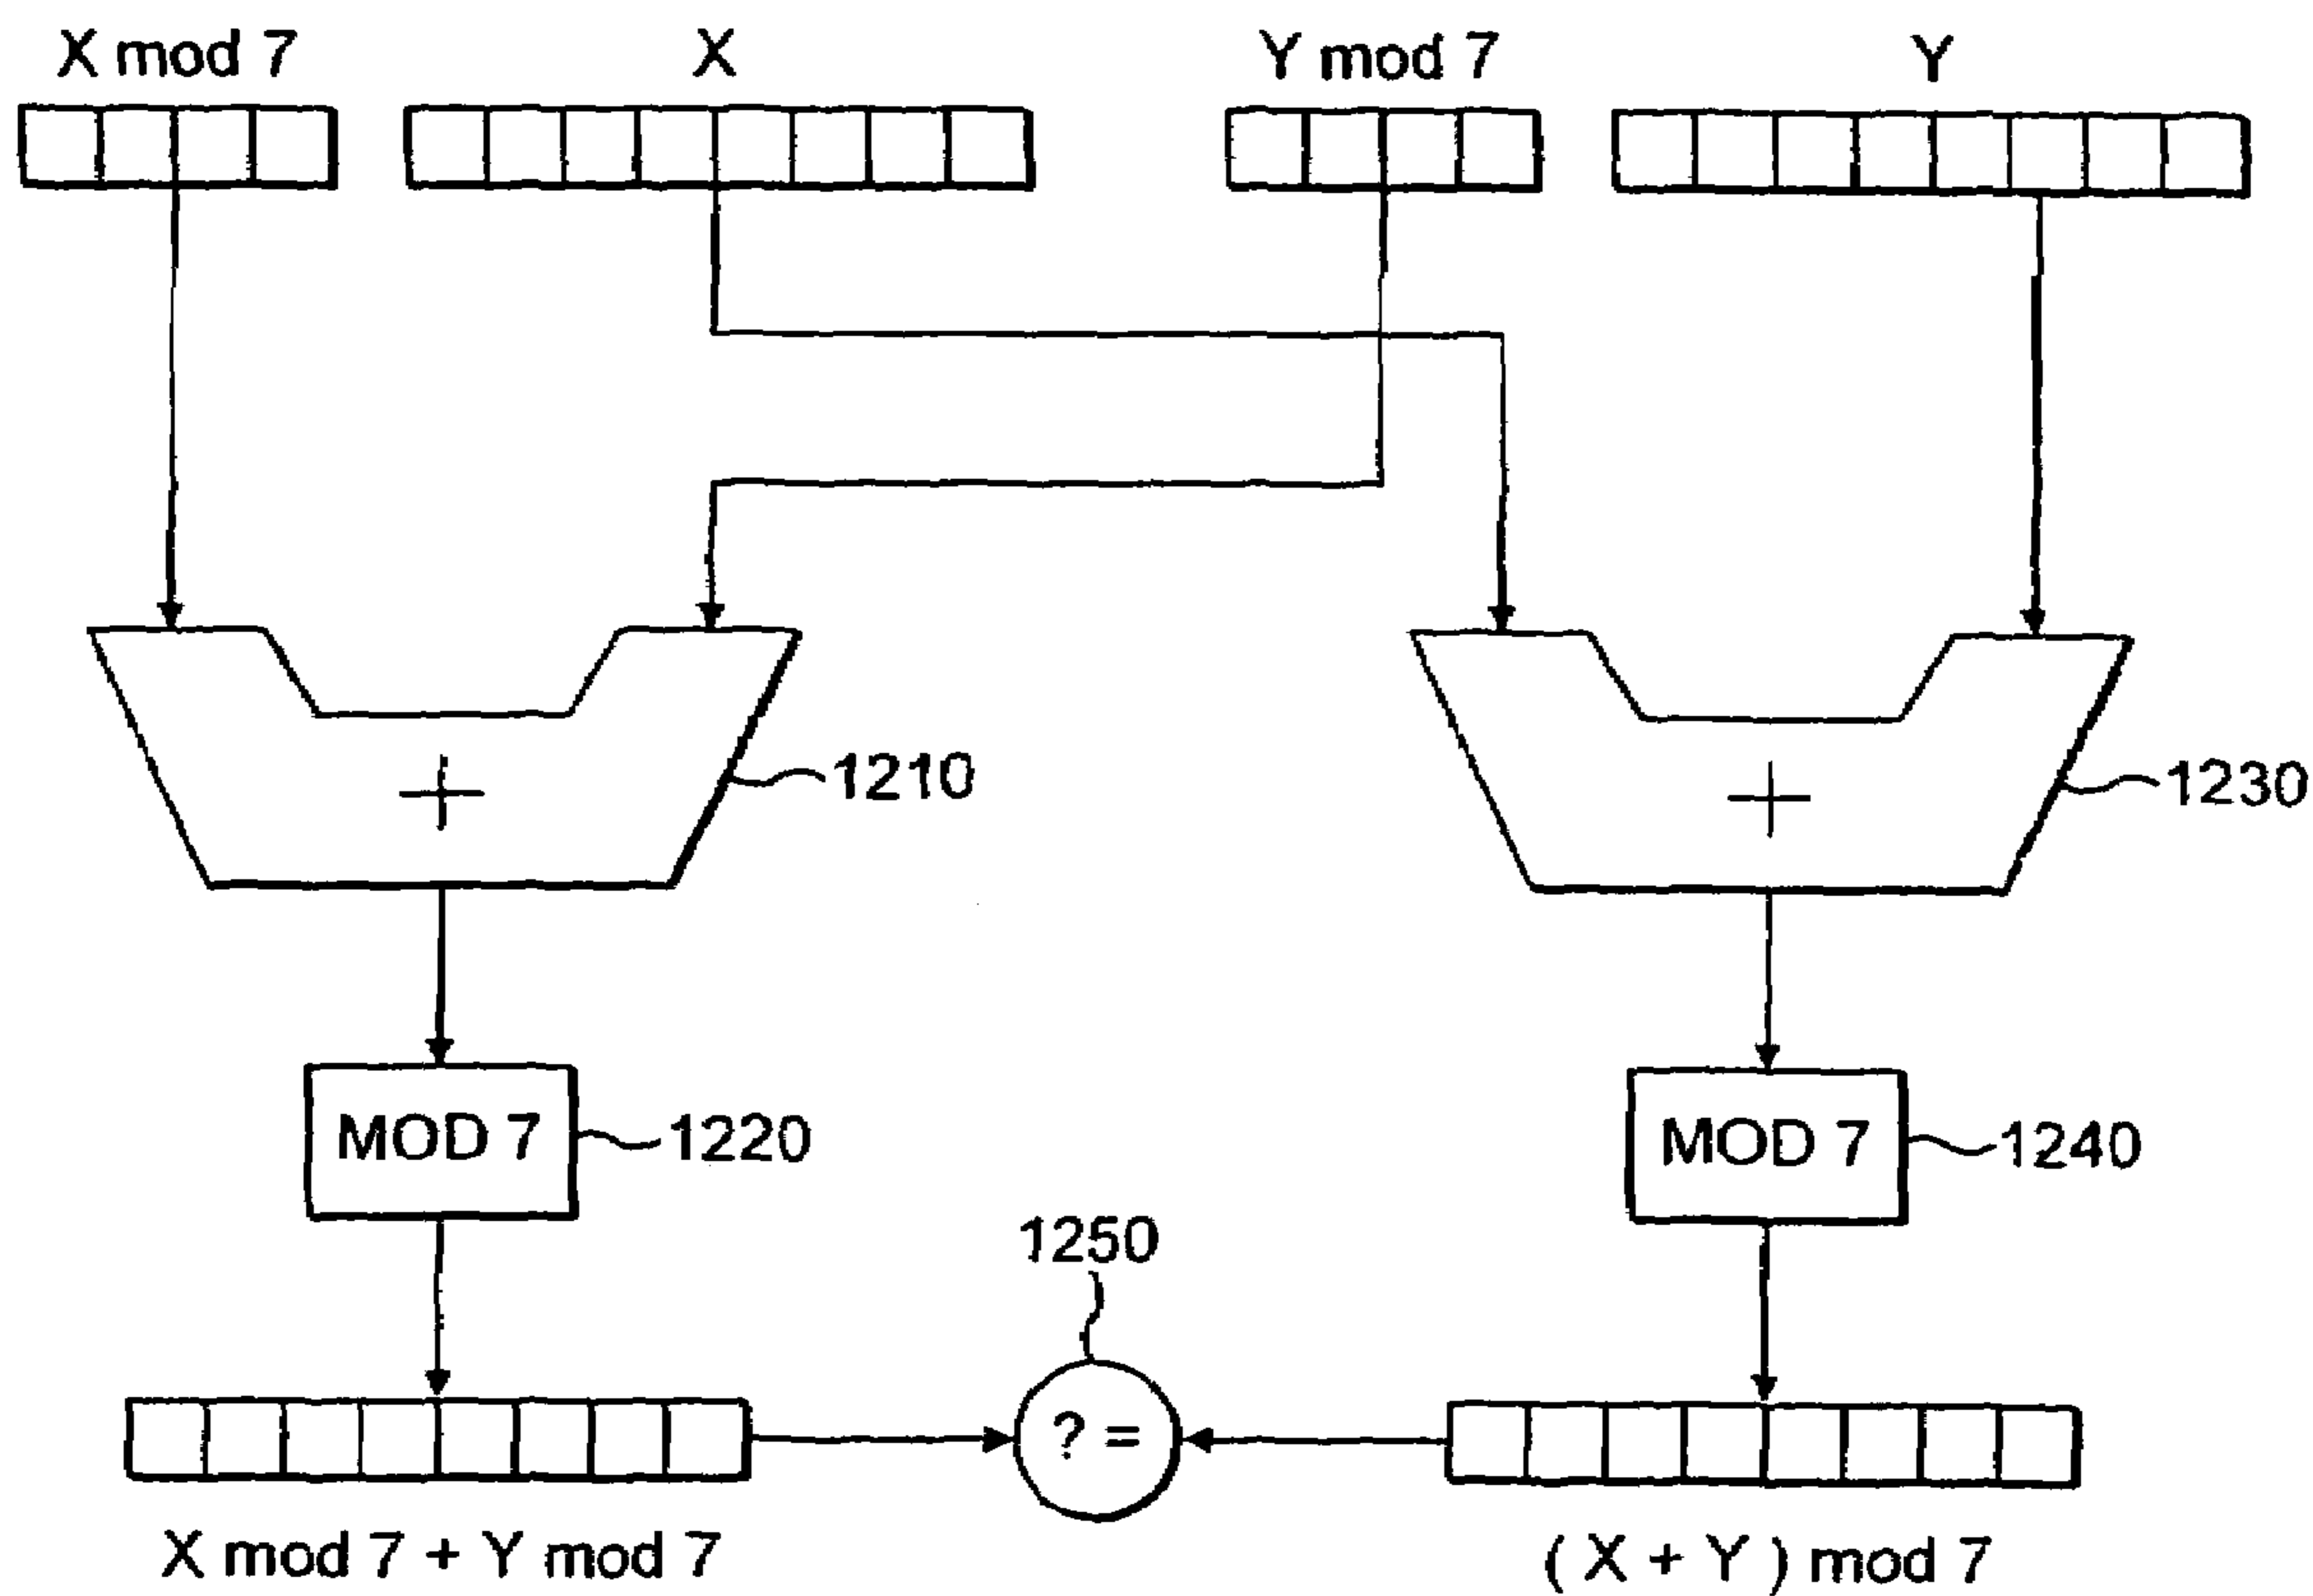 X mod 7 X Y mod 7 Y
+ 1210 + 1230
MOD 7 1220 MOD 7 1240
1250
? =
X mod 7 + Y mod 7 ( X + Y ) mod 7